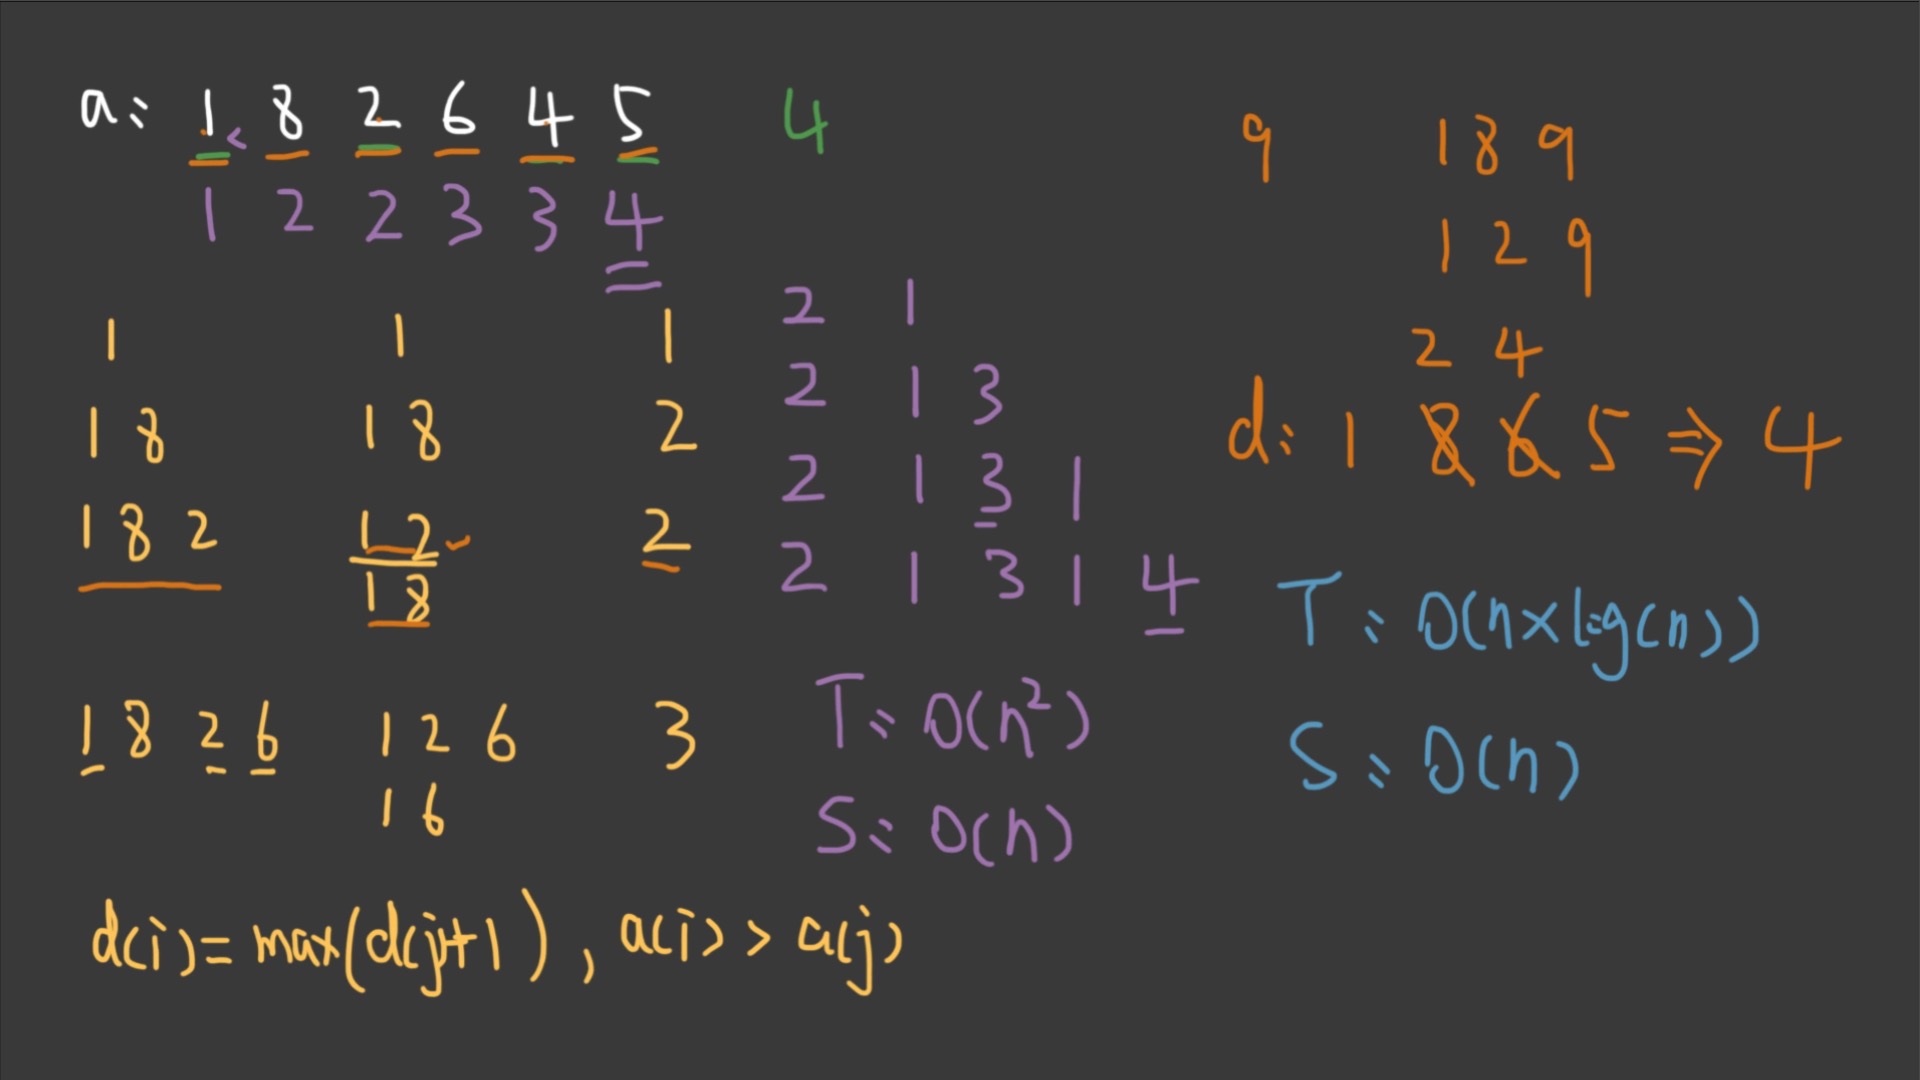 a: 1 8 2 6 4 5 4
<
1 2 2 3 3 4
1 1 1
1 8 1 8 2
1 8 2 1 2 2
1 8
1 8 2 6 1 2 6 3
1 6
d(i) = max(d(j+1), a(i) > a(j)
2 1
2 1 3
2 1 3 1
2 1 3 1 4
T: O(n²)
S: O(n)
9 1 8 9
1 2 9
2 4
d: 1 8 6 5 ⇒ 4
T: O(n×log(n))
S: O(n)